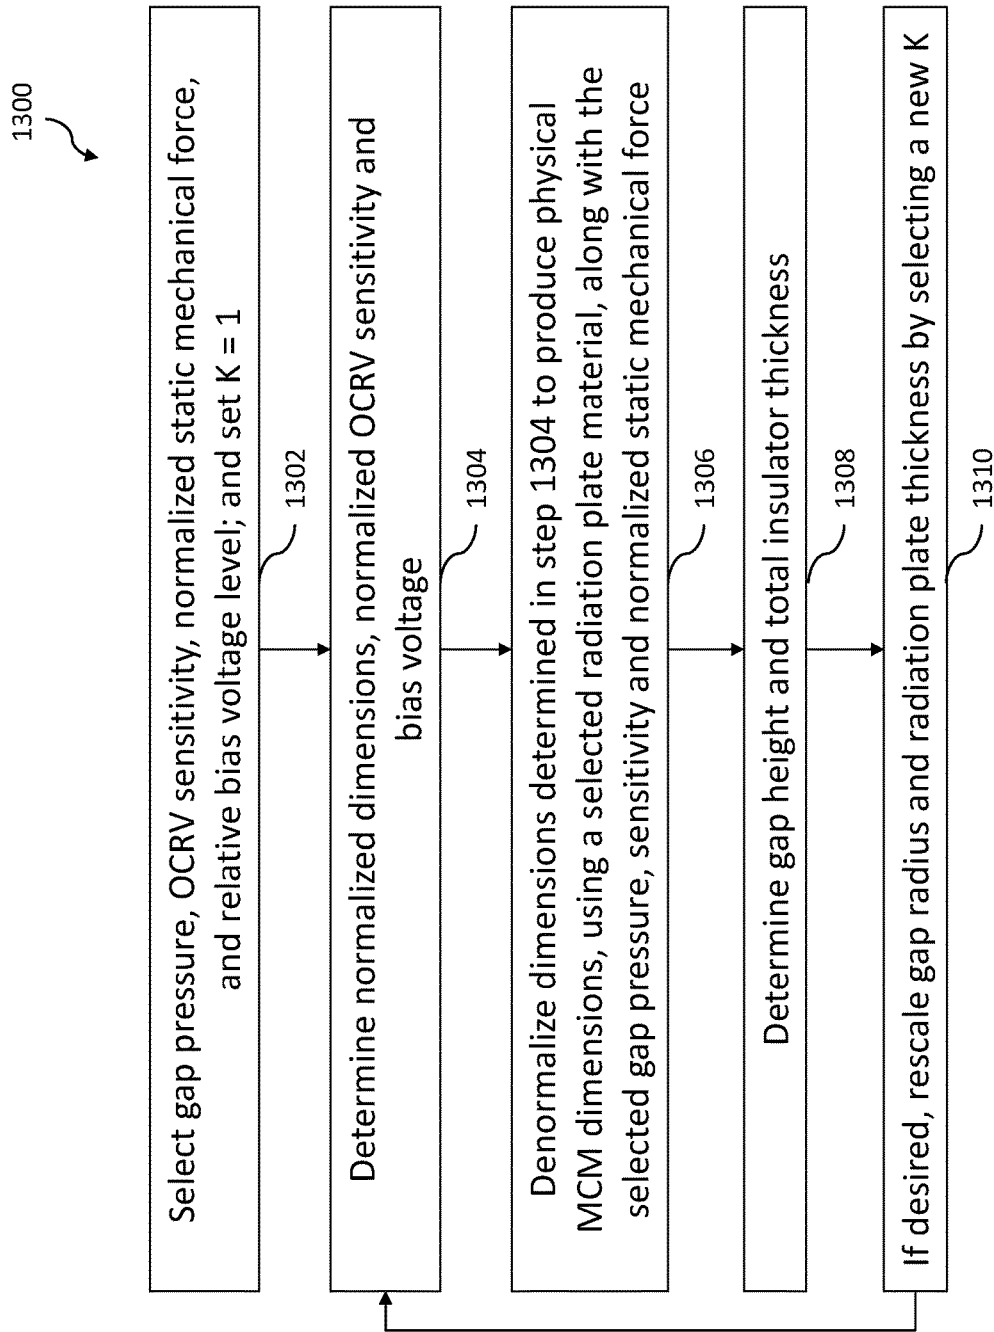 1300
Select gap pressure, OCRV sensitivity, normalized static mechanical force,
and relative bias voltage level; and set K = 1
1302
Determine normalized dimensions, normalized OCRV sensitivity and
bias voltage
1304
Denormalize dimensions determined in step 1304 to produce physical
MCM dimensions, using a selected radiation plate material, along with the
selected gap pressure, sensitivity and normalized static mechanical force
1306
Determine gap height and total insulator thickness
1308
If desired, rescale gap radius and radiation plate thickness by selecting a new K
1310